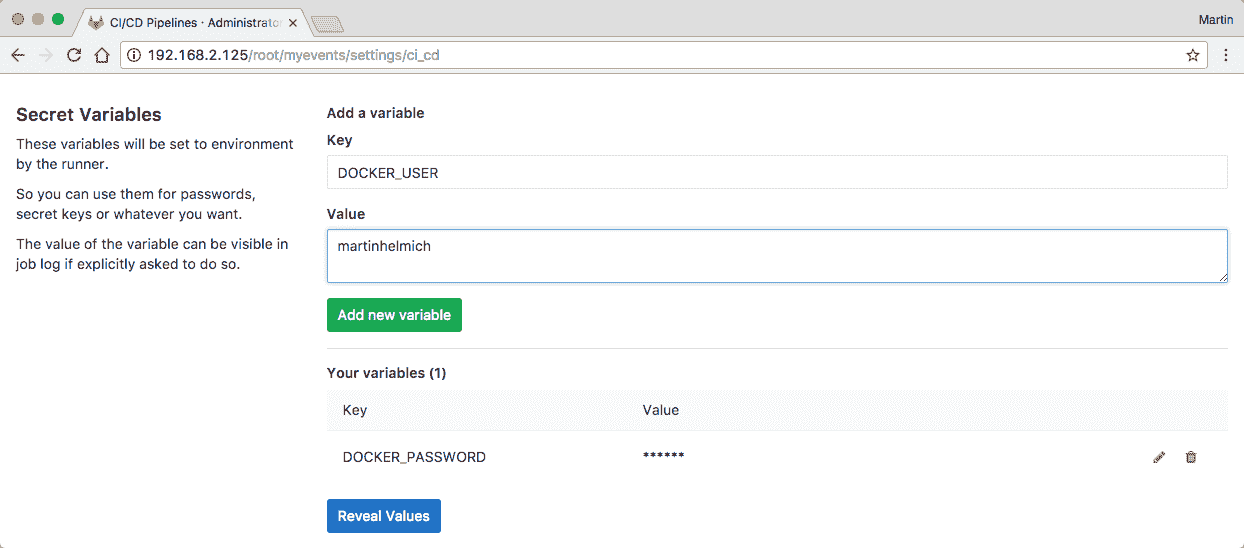 CI/CD Pipelines · Administrator
Martin
192.168.2.125/root/myevents/settings/ci_cd
Secret Variables
These variables will be set to environment
by the runner.
So you can use them for passwords,
secret keys or whatever you want.
The value of the variable can be visible in
job log if explicitly asked to do so.
Add a variable
Key
DOCKER_USER
Value
martinhelmich
Add new variable
Your variables (1)
Key Value
DOCKER_PASSWORD ******
Reveal Values